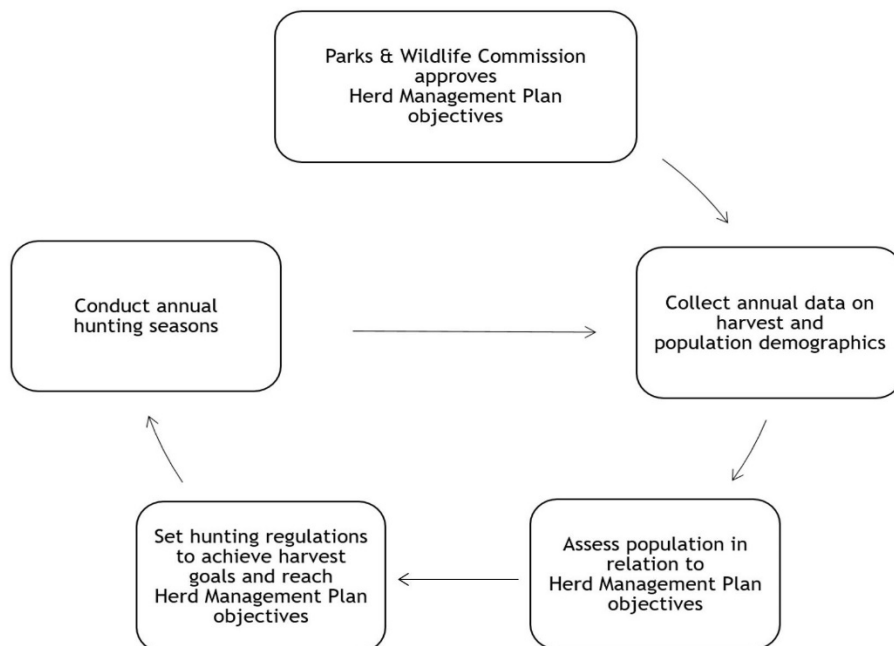 Parks & Wildlife Commission
approves
Herd Management Plan
objectives
Conduct annual
hunting seasons
Collect annual data on
harvest and
population demographics
Set hunting regulations
to achieve harvest
goals and reach
Herd Management Plan
objectives
Assess population in
relation to
Herd Management Plan
objectives